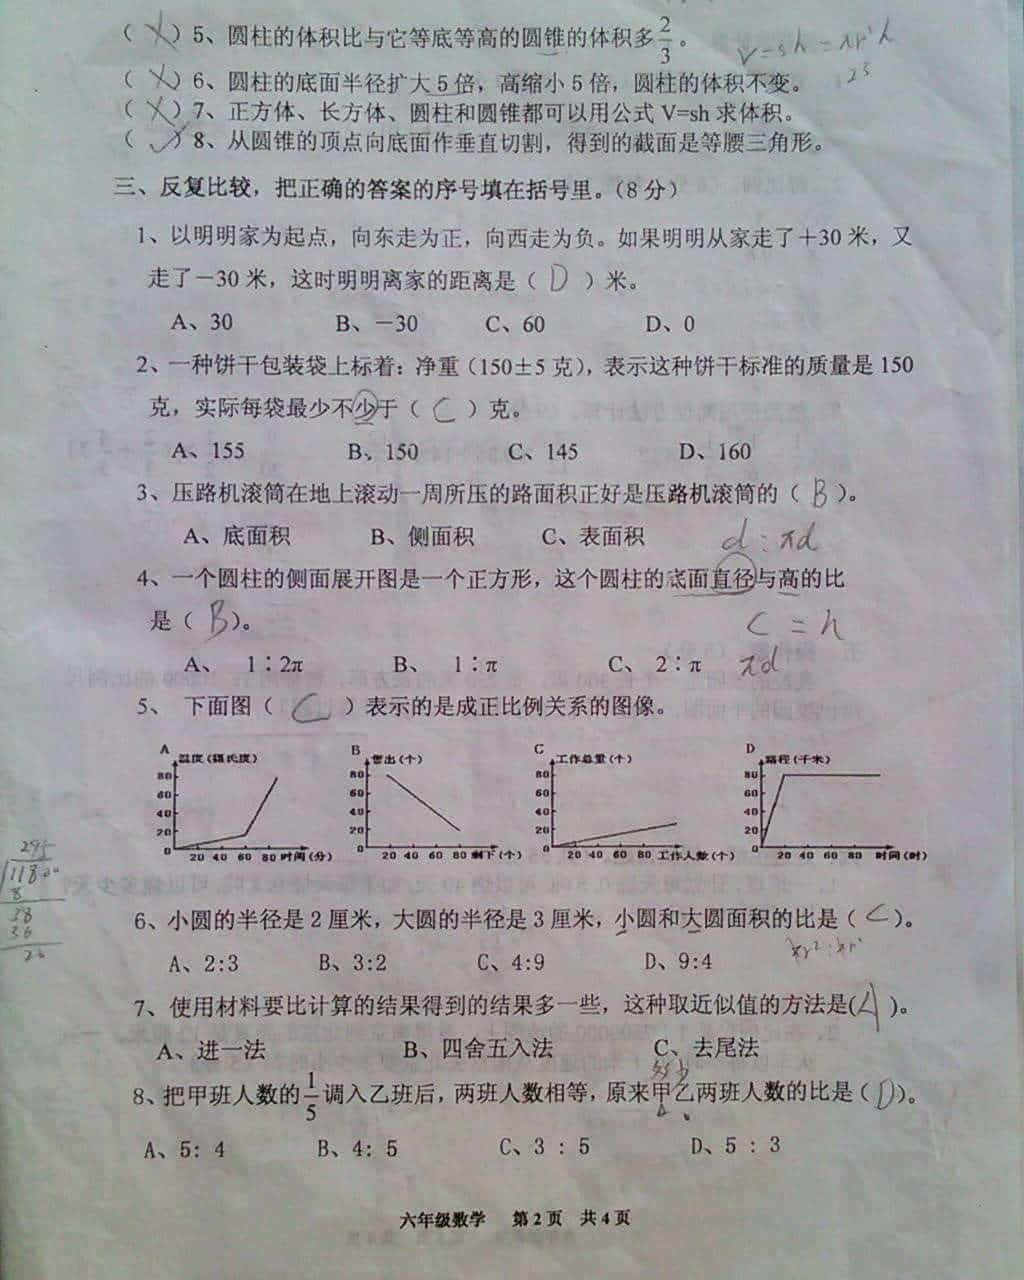 (X) 5、圆柱的体积比与它等底等高的圆锥的体积多2/3。 V=sh=πr²h
(X) 6、圆柱的底面半径扩大5倍，高缩小5倍，圆柱的体积不变。
(X) 7、正方体、长方体、圆柱和圆锥都可以用公式 V=sh 求体积。
(✓) 8、从圆锥的顶点向底面作垂直切割，得到的截面是等腰三角形。
三、反复比较，把正确的答案的序号填在括号里。(8分)
1、以明明家为起点，向东走为正，向西走为负。如果明明从家走了+30米，又
走了－30米，这时明明离家的距离是（ D ）米。
A、30 B、－30 C、60 D、0
2、一种饼干包装袋上标着：净重（150±5克），表示这种饼干标准的质量是150
克，实际每袋最少不少于（ C ）克。
A、155 B、150 C、145 D、160
3、压路机滚筒在地上滚动一周所压的路面积正好是压路机滚筒的（ B ）。
A、底面积 B、侧面积 C、表面积 d:πd
4、一个圆柱的侧面展开图是一个正方形，这个圆柱的底面直径与高的比
是（ B ）。 C=h
A、 1∶2π B、 1∶π C、 2∶π πd
5、 下面图（ C ）表示的是成正比例关系的图像。
A 温度(摄氏度) 80 60 40 20 0 20 40 60 80 时间(分)
B 售出(个) 80 60 40 20 0 20 40 60 80 剩下(个)
C 工作总量(个) 80 60 40 20 0 20 40 60 80 工作人数(个)
D 路程(千米) 80 60 40 20 0 20 40 60 80 时间(时)
295
11800
8
38
36
20
6、小圆的半径是2厘米，大圆的半径是3厘米，小圆和大圆面积的比是（ C ）。
A、2:3 B、3:2 C、4:9 D、9:4
7、使用材料要比计算的结果得到的结果多一些，这种取近似值的方法是(A )。
A、进一法 B、四舍五入法 C、去尾法
8、把甲班人数的1/5调入乙班后，两班人数相等，原来甲乙两班人数的比是（ D ）。
A、5: 4 B、4: 5 C、3 : 5 D、5 : 3
六年级数学 第2页 共4页